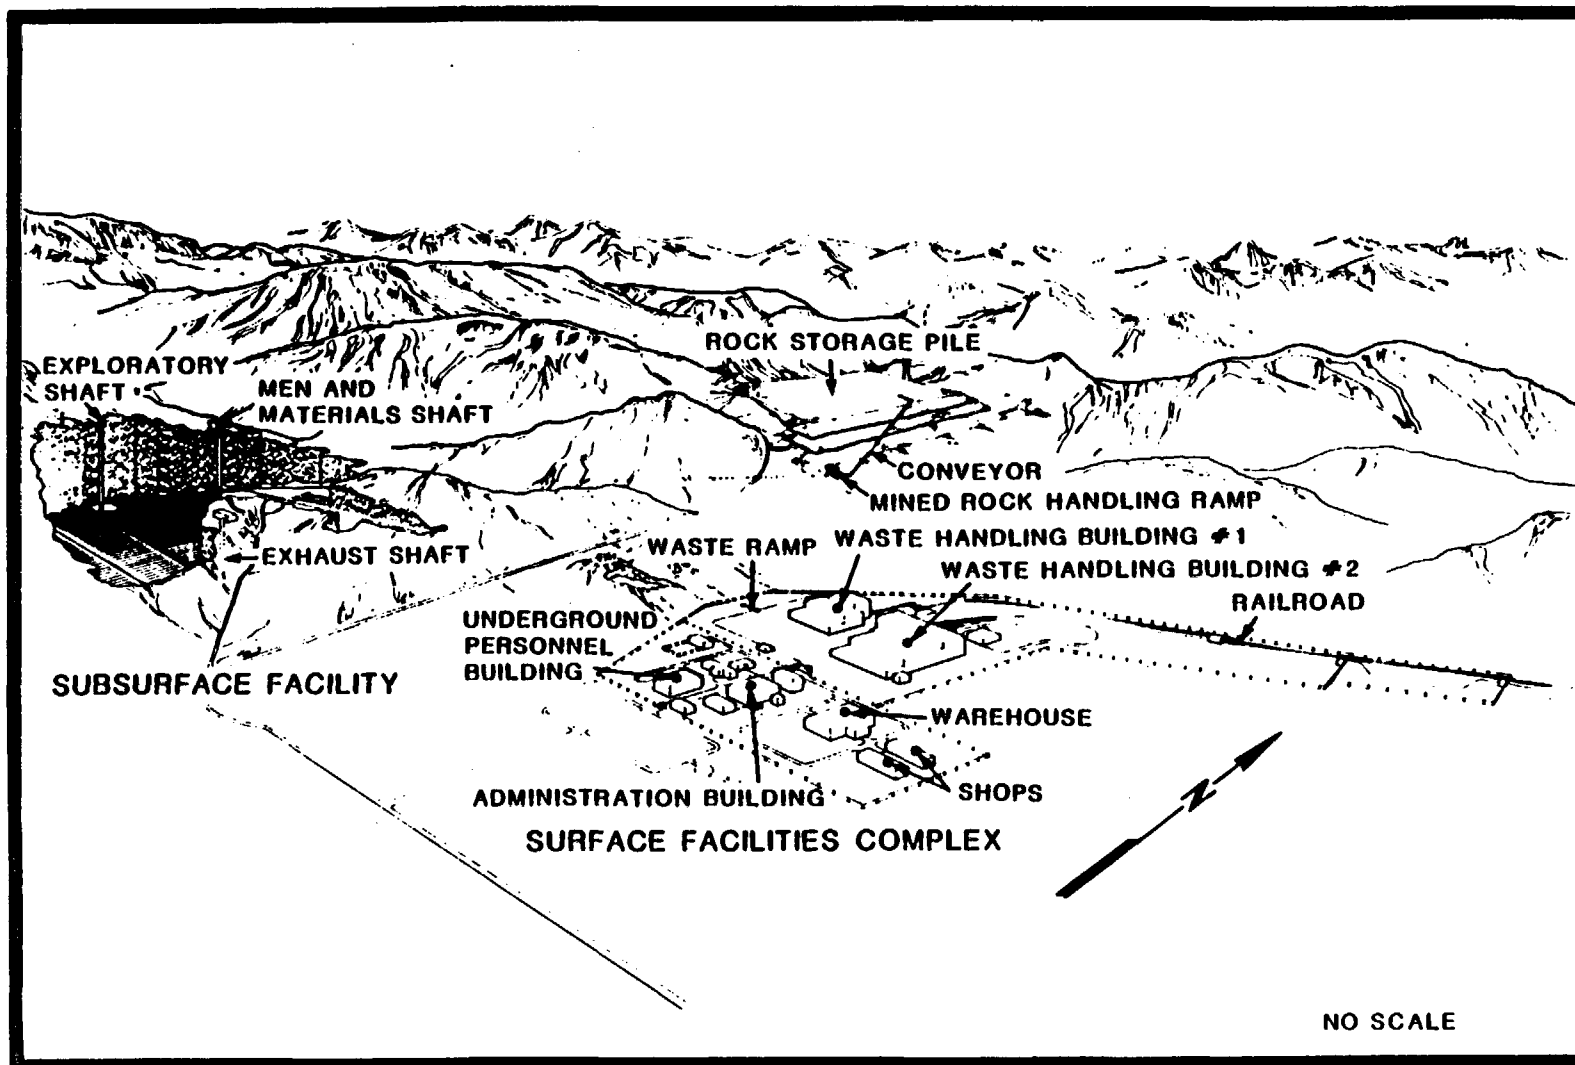 ROCK STORAGE PILE
EXPLORATORY
SHAFT
MEN AND
MATERIALS SHAFT
CONVEYOR
MINED ROCK HANDLING RAMP
EXHAUST SHAFT
WASTE RAMP
WASTE HANDLING BUILDING #1
WASTE HANDLING BUILDING #2
RAILROAD
UNDERGROUND
PERSONNEL
BUILDING
SUBSURFACE FACILITY
WAREHOUSE
ADMINISTRATION BUILDING
SHOPS
SURFACE FACILITIES COMPLEX
N
NO SCALE